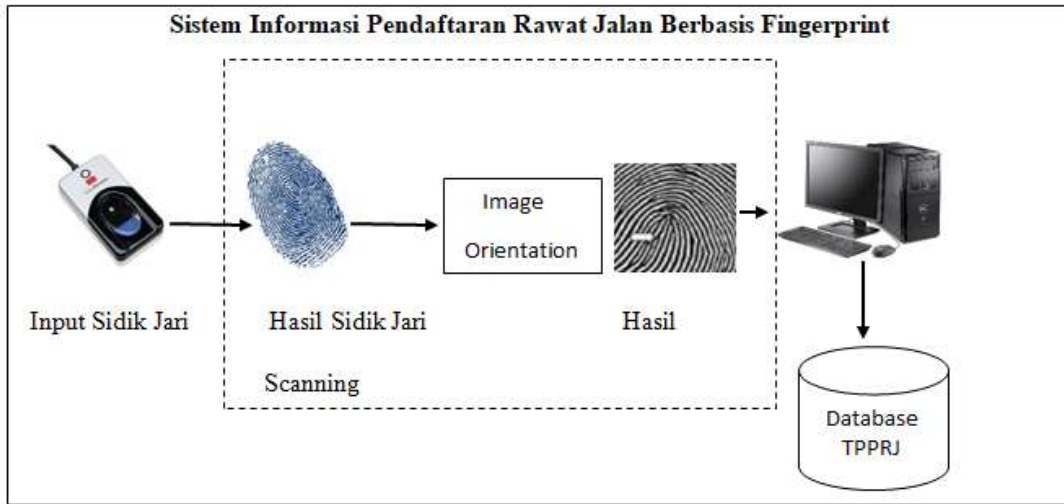 Sistem Informasi Pendaftaran Rawat Jalan Berbasis Fingerprint
Image
Orientation
Input Sidik Jari
Hasil Sidik Jari
Hasil
Scanning
Database
TPPRJ